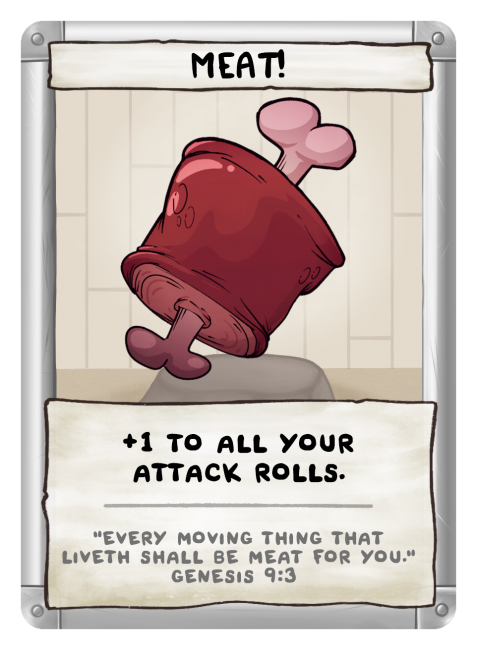 MEAT!
+1 TO ALL YOUR
ATTACK ROLLS.
"EVERY MOVING THING THAT
LIVETH SHALL BE MEAT FOR YOU."
GENESIS 9:3